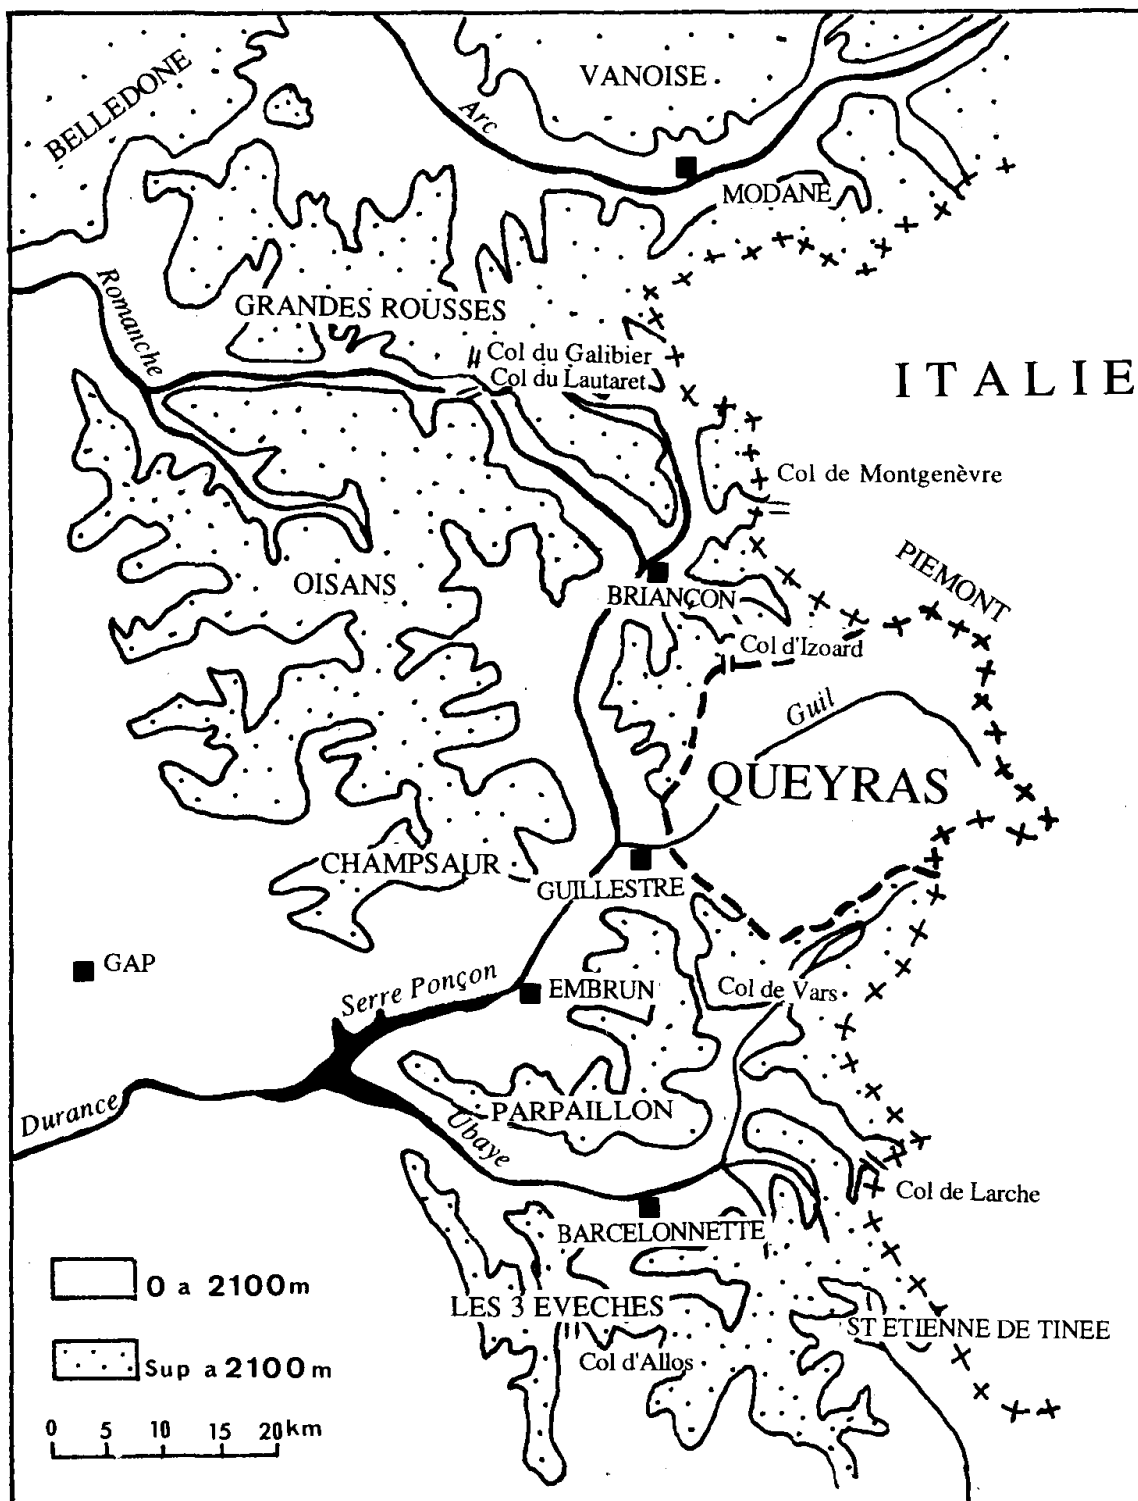 BELLEDONE
VANOISE
Arc
MODANE
Romanche
GRANDES ROUSSES
Col du Galibier
Col du Lautaret
ITALIE
Col de Montgenèvre
PIEMONT
OISANS
BRIANÇON
Col d'Izoard
Guil
QUEYRAS
CHAMPSAUR
GUILLESTRE
GAP
Serre Ponçon
EMBRUN
Col de Vars
Durance
PARPAILLON
Ubaye
Col de Larche
BARCELONNETTE
LES 3 EVECHES
ST ETIENNE DE TINEE
Col d'Allos
0 a 2100m
Sup a 2100m
0 5 10 15 20km